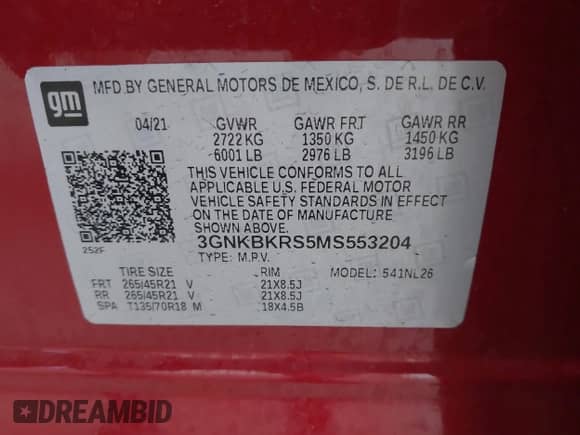 gm
MFD.BY GENERAL MOTORS DE MEXICO, S. DE R.L. DE C.V.
04/21 GVWR GAWR FRT GAWR RR
2722 KG 1350 KG 1450 KG
6001 LB 2976 LB 3196 LB
THIS VEHICLE CONFORMS TO ALL
APPLICABLE U.S. FEDERAL MOTOR
VEHICLE SAFETY STANDARDS IN EFFECT
ON THE DATE OF MANUFACTURE
SHOWN ABOVE.
252F 3GNKBKRS5MS553204
TYPE: M.P.V.
TIRE SIZE RIM MODEL: 541NL26
FRT 265/45R21 V 21X8.5J
RR 265/45R21 V 21X8.5J
SPA T135/70R18 M 18X4.5B
DREAMBID